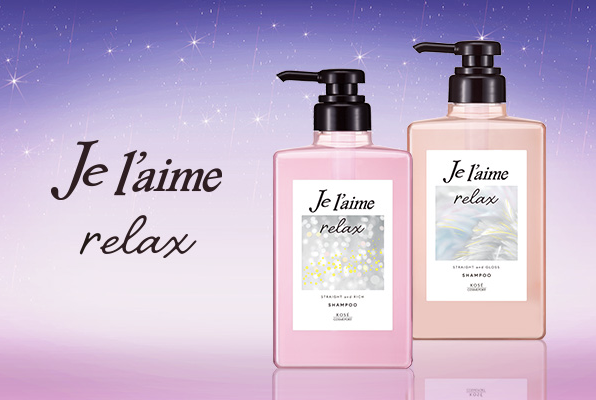 Je l'aime
relax
Je l'aime
relax
STRAIGHT and RICH
SHAMPOO
KOSÉ
COSMEPORT
Je l'aime
relax
STRAIGHT and GLOSS
SHAMPOO
KOSÉ
COSMEPORT